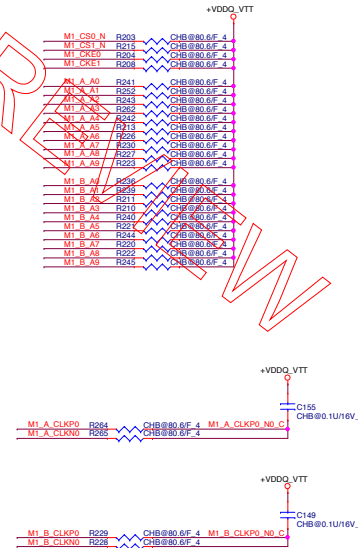 +VDDQ_VTT
M1_CS0_N R203 CHB@80.6/F_4
M1_CS1_N R215 CHB@80.6/F_4
M1_CKE0 R204 CHB@80.6/F_4
M1_CKE1 R208 CHB@80.6/F_4
M1_A_A0 R241 CHB@80.6/F_4
M1_A_A1 R252 CHB@80.6/F_4
M1_A_A2 R243 CHB@80.6/F_4
M1_A_A3 R262 CHB@80.6/F_4
M1_A_A4 R242 CHB@80.6/F_4
M1_A_A5 R213 CHB@80.6/F_4
M1_A_A6 R226 CHB@80.6/F_4
M1_A_A7 R230 CHB@80.6/F_4
M1_A_A8 R227 CHB@80.6/F_4
M1_A_A9 R223 CHB@80.6/F_4
M1_B_A0 R236 CHB@80.6/F_4
M1_B_A1 R239 CHB@80.6/F_4
M1_B_A2 R211 CHB@80.6/F_4
M1_B_A3 R210 CHB@80.6/F_4
M1_B_A4 R240 CHB@80.6/F_4
M1_B_A5 R221 CHB@80.6/F_4
M1_B_A6 R244 CHB@80.6/F_4
M1_B_A7 R220 CHB@80.6/F_4
M1_B_A8 R222 CHB@80.6/F_4
M1_B_A9 R245 CHB@80.6/F_4
+VDDQ_VTT
C155
CHB@0.1U/16V_
M1_A_CLKP0 R264 CHB@80.6/F_4 M1_A_CLKP0_N0_C
M1_A_CLKN0 R265 CHB@80.6/F_4
+VDDQ_VTT
C149
CHB@0.1U/16V_
M1_B_CLKP0 R229 CHB@80.6/F_4 M1_B_CLKP0_N0_C
M1_B_CLKN0 R228 CHB@80.6/F_4